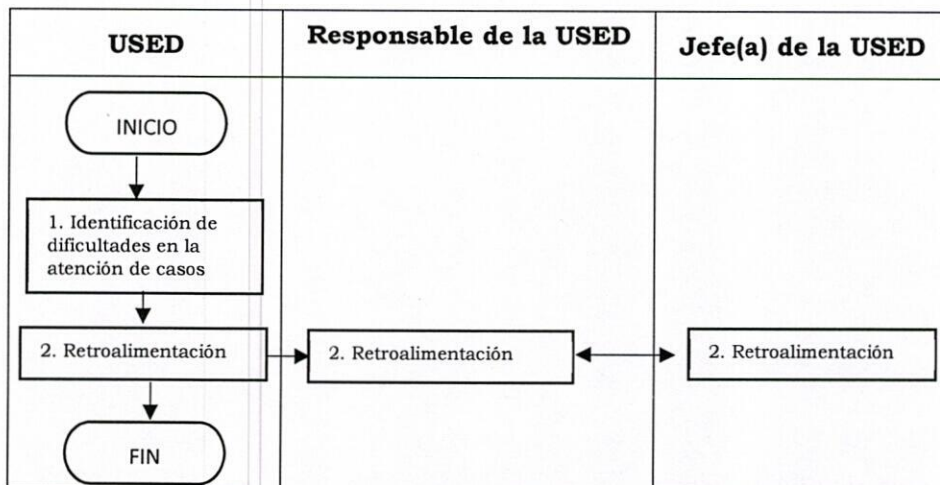 USED
Responsable de la USED
Jefe(a) de la USED
INICIO
1. Identificación de
dificultades en la
atención de casos
2. Retroalimentación
2. Retroalimentación
2. Retroalimentación
FIN